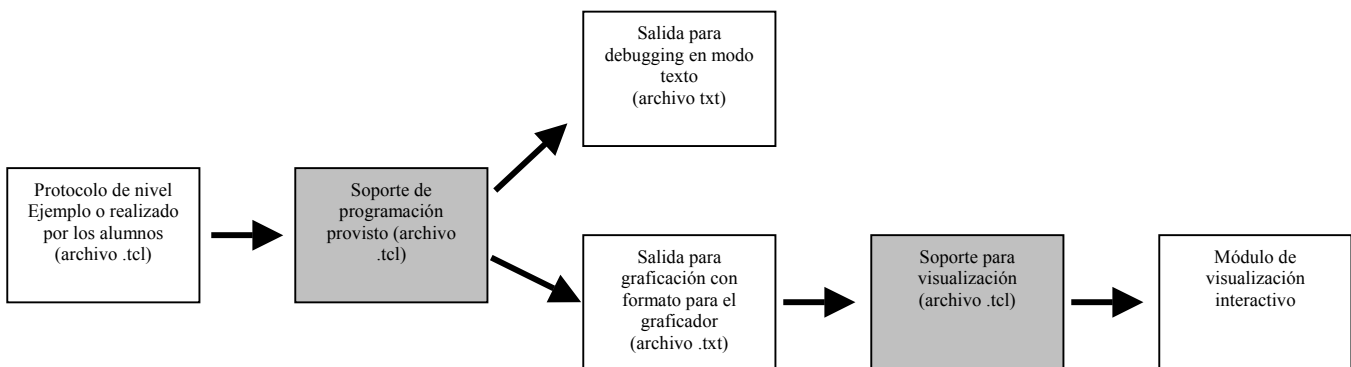 Salida para
debugging en modo
texto
(archivo txt)
Protocolo de nivel
Ejemplo o realizado
por los alumnos
(archivo .tcl)
Soporte de
programación
provisto (archivo
.tcl)
Salida para
graficación con
formato para el
graficador
(archivo .txt)
Soporte para
visualización
(archivo .tcl)
Módulo de
visualización
interactivo